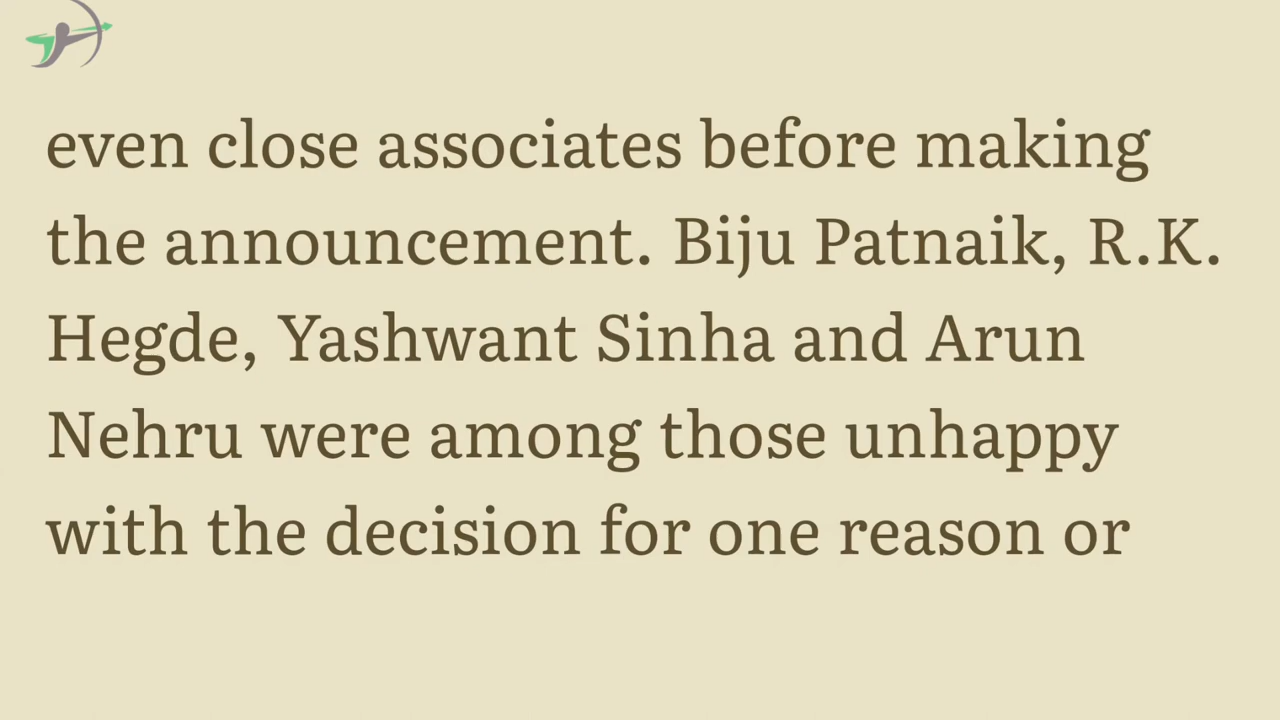 even close associates before making
the announcement. Biju Patnaik, R.K.
Hegde, Yashwant Sinha and Arun
Nehru were among those unhappy
with the decision for one reason or